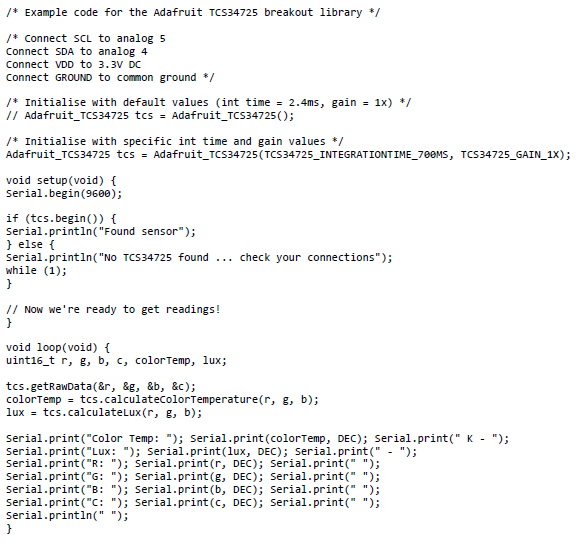 /* Example code for the Adafruit TCS34725 breakout library */
/* Connect SCL to analog 5
Connect SDA to analog 4
Connect VDD to 3.3V DC
Connect GROUND to common ground */
/* Initialise with default values (int time = 2.4ms, gain = 1x) */
// Adafruit_TCS34725 tcs = Adafruit_TCS34725();
/* Initialise with specific int time and gain values */
Adafruit_TCS34725 tcs = Adafruit_TCS34725(TCS34725_INTEGRATIONTIME_700MS, TCS34725_GAIN_1X);
void setup(void) {
Serial.begin(9600);
if (tcs.begin()) {
Serial.println("Found sensor");
} else {
Serial.println("No TCS34725 found ... check your connections");
while (1);
}
// Now we're ready to get readings!
}
void loop(void) {
uint16_t r, g, b, c, colorTemp, lux;
tcs.getRawData(&r, &g, &b, &c);
colorTemp = tcs.calculateColorTemperature(r, g, b);
lux = tcs.calculateLux(r, g, b);
Serial.print("Color Temp: "); Serial.print(colorTemp, DEC); Serial.print(" K - ");
Serial.print("Lux: "); Serial.print(lux, DEC); Serial.print(" - ");
Serial.print("R: "); Serial.print(r, DEC); Serial.print(" ");
Serial.print("G: "); Serial.print(g, DEC); Serial.print(" ");
Serial.print("B: "); Serial.print(b, DEC); Serial.print(" ");
Serial.print("C: "); Serial.print(c, DEC); Serial.print(" ");
Serial.println(" ");
}